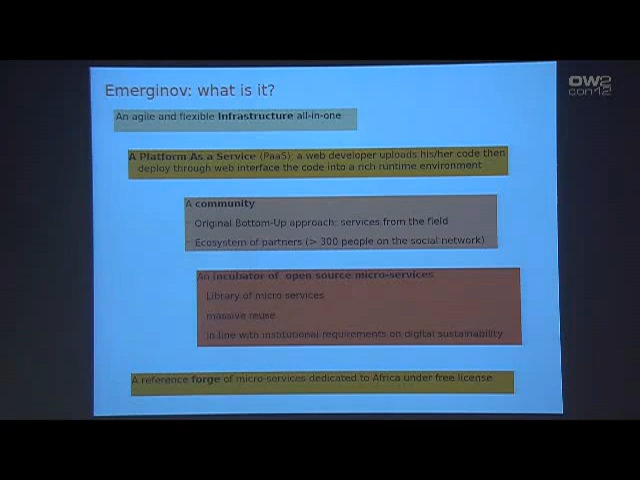 OW2
con12
Emerginov: what is it?
An agile and flexible Infrastructure all-in-one
A Platform As a Service (PaaS): a web developer uploads his/her code then
deploy through web interface the code into a rich runtime environment
A community
Original Bottom-Up approach: services from the field
Ecosystem of partners (> 300 people on the social network)
An incubator of open source micro-services
Library of micro services
massive reuse
in line with institutional requirements on digital sustainability
A reference forge of micro-services dedicated to Africa under free license